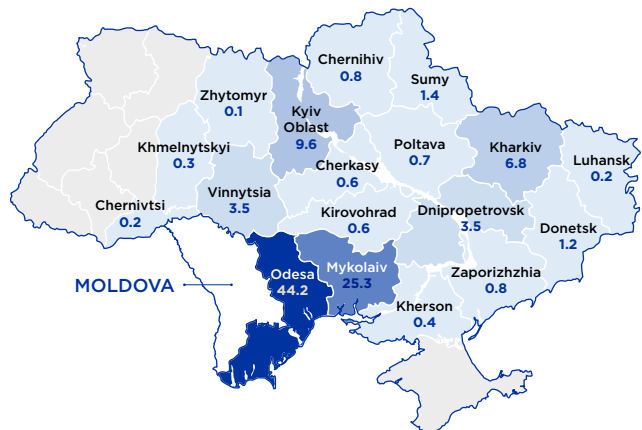 Chernihiv
0.8
Sumy
1.4
Zhytomyr
0.1
Kyiv
Oblast
9.6
Khmelnytskyi
0.3
Poltava
0.7
Kharkiv
6.8
Luhansk
0.2
Cherkasy
0.6
Vinnytsia
3.5
Chernivtsi
0.2
Kirovohrad
0.6
Dnipropetrovsk
3.5
Donetsk
1.2
MOLDOVA
Odesa
44.2
Mykolaiv
25.3
Zaporizhzhia
0.8
Kherson
0.4